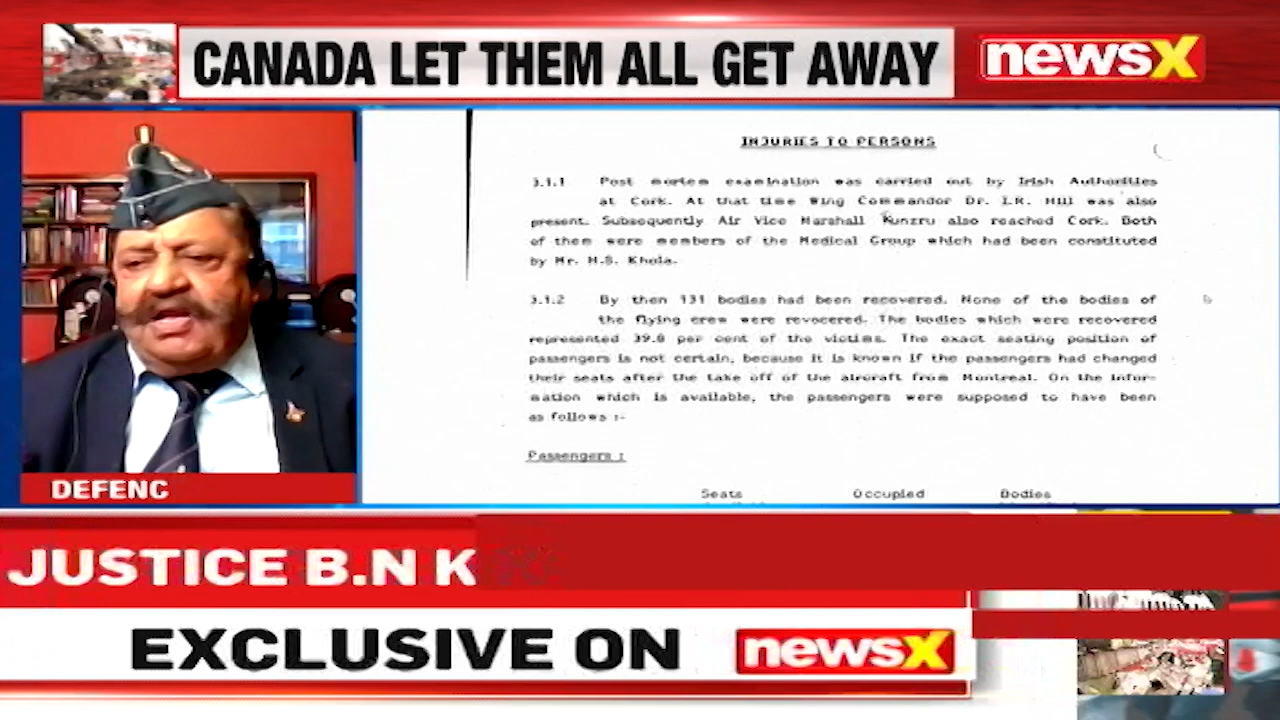 CANADA LET THEM ALL GET AWAY
newsX
INJURIES TO PERSONS
3.1.1 Post mortem examination was carried out by Irish Authorities
at Cork. At that time Wing Commandor Dr. I.R. Hill was also
present. Subsequently Air Vice Marshall Kunzru also reached Cork. Both
of them were members of the Medical Group which had been constituted
by Mr. H.S. Khola.
3.1.2 By then 131 bodies had been recovered. None of the bodies of
the flying crew were revocered. The bodies which were recovered
represented 39.8 per cent of the victims. The exact seating position of
passengers is not certain, because it is known if the passengers had changed
their seats after the take off of the aircraft from Montreal. On the infor-
mation which is available, the passengers were supposed to have been
as follows :-
Passengers :
Seats Occupied Bodies
DEFENC
JUSTICE B.N K
EXCLUSIVE ON newsX